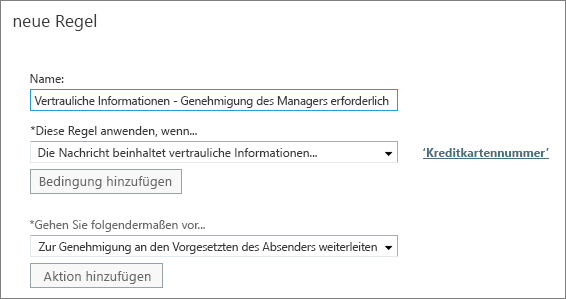 neue Regel
Name:
Vertrauliche Informationen - Genehmigung des Managers erforderlich
*Diese Regel anwenden, wenn...
Die Nachricht beinhaltet vertrauliche Informationen... ‘Kreditkartennummer’
Bedingung hinzufügen
*Gehen Sie folgendermaßen vor...
Zur Genehmigung an den Vorgesetzten des Absenders weiterleiten
Aktion hinzufügen